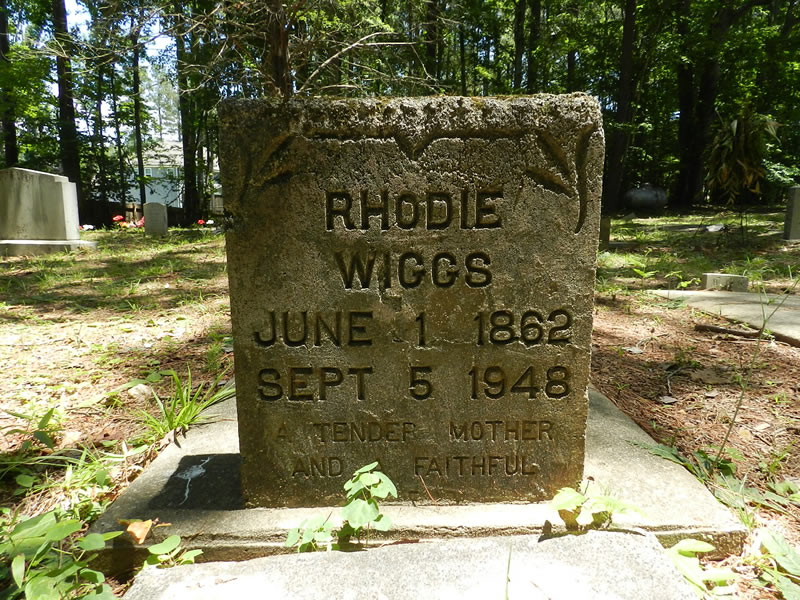 RHODIE
WIGGS
JUNE 1 1862
SEPT 5 1948
A TENDER MOTHER
AND A FAITHFUL